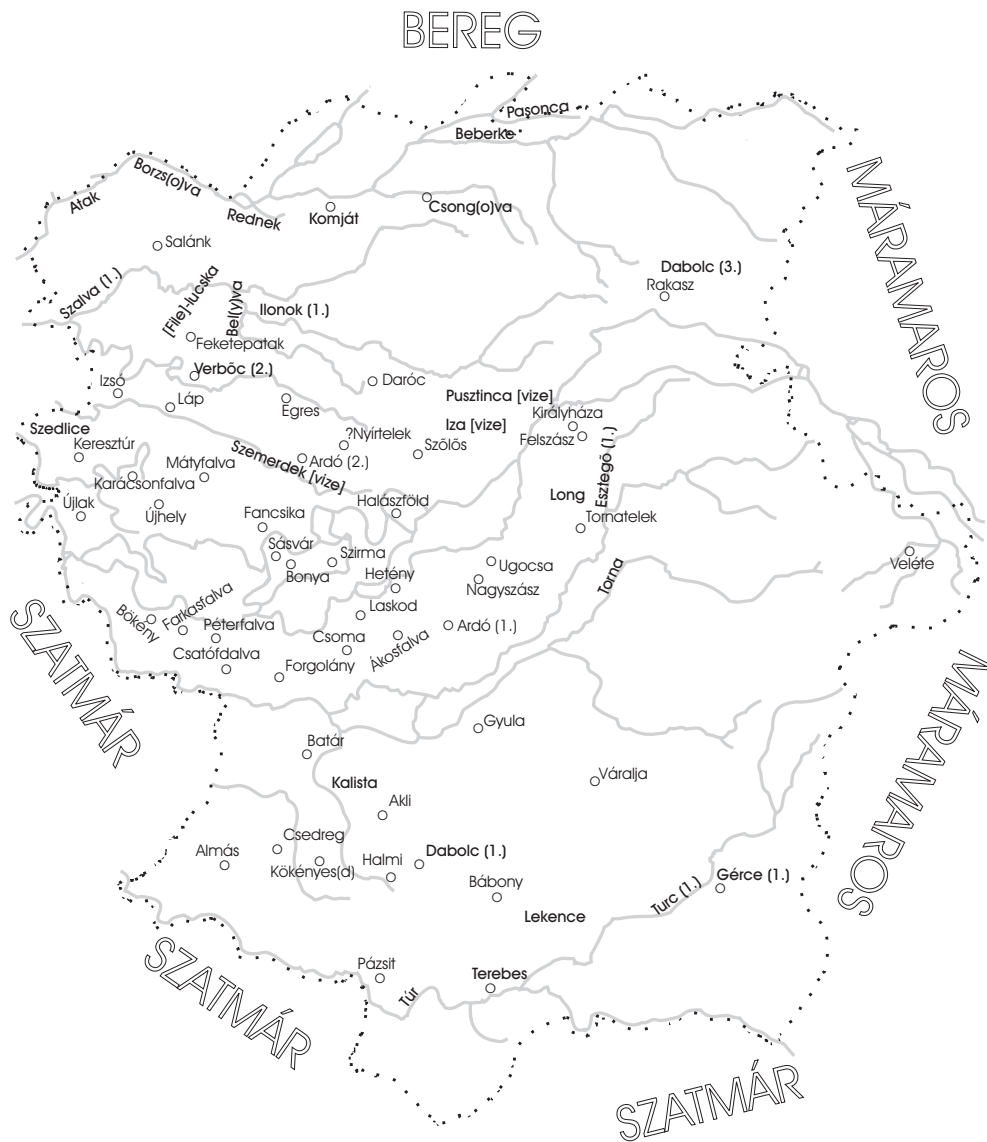 BEREG
Pasonca
Beberke
Borzs(o)va
Atak
Rednek
Komját
Csong(o)va
MÁRAMAROS
Salánk
Dabolc (3.)
Rakasz
Szalva (1.)
[File]-lucska
Bel(y)va
Ilonok (1.)
Feketepatak
Verbőc (2.)
Izsó
Láp
Daróc
Egres
Pusztinca [vize]
Királyháza
Iza [vize]
Felszász
Szedlice
Keresztúr
?Nyírtelek
Szőlős
Ardó (2.)
Szemerdek [vize]
Esztegő (1.)
Mátyfalva
Karácsonfalva
Újlak
Újhely
Halászföld
Long
Tornatelek
Fancsika
Sásvár
Szirma
Bonya
Hetény
Ugocsa
Nagyszász
Torna
Veléte
SZATMÁR
Bökény
Farkasfalva
Péterfalva
Laskod
Csoma
Ákosfalva
Ardó (1.)
Csatófdalva
Forgolány
MÁRAMAROS
Gyula
Batár
Kalista
Váralja
Akli
Csedreg
Almás
Kökényes(d)
Halmi
Dabolc (1.)
Bábony
Gérce (1.)
Turc (1.)
Lekence
SZATMÁR
Pázsit
Túr
Terebes
SZATMÁR